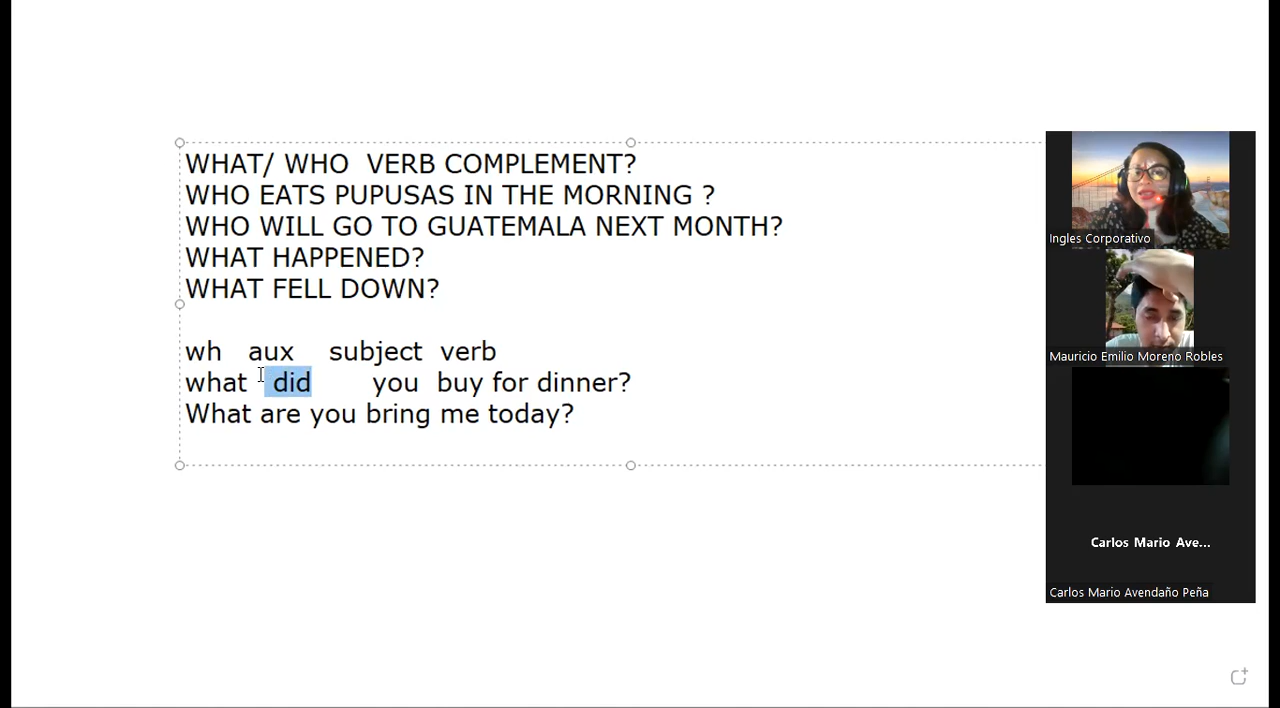 WHAT/ WHO VERB COMPLEMENT?
WHO EATS PUPUSAS IN THE MORNING ?
WHO WILL GO TO GUATEMALA NEXT MONTH?
WHAT HAPPENED?
WHAT FELL DOWN?
wh aux subject verb
what did you buy for dinner?
What are you bring me today?
Ingles Corporativo
Mauricio Emilio Moreno Robles
Carlos Mario Ave...
Carlos Mario Avendaño Peña